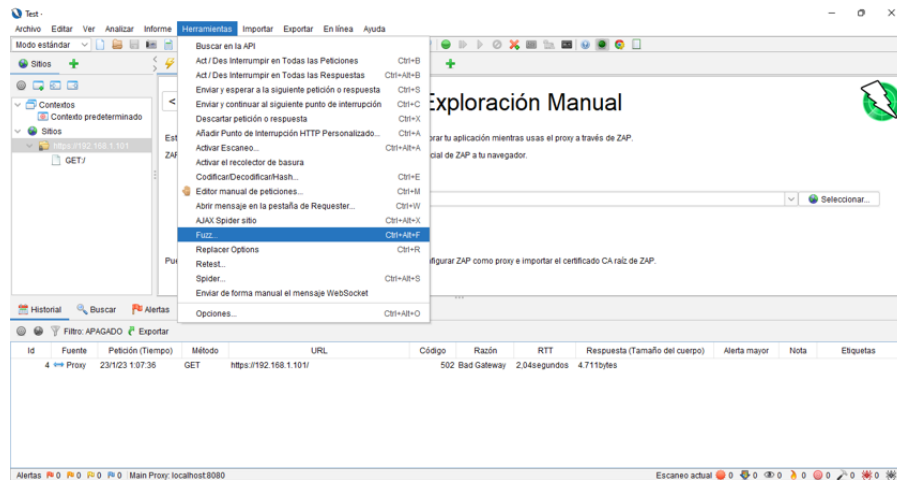 Test -
Archivo Editar Ver Analizar Informe Herramientas Importar Exportar En línea Ayuda
Modo estándar
Sitios
Contextos
Contexto predeterminado
Sitios
https://192.168.1.101
GET:/
Buscar en la API
Act / Des Interrumpir en Todas las Peticiones Ctrl+B
Act / Des Interrumpir en Todas las Respuestas Ctrl+Alt+B
Enviar y esperar a la siguiente petición o respuesta Ctrl+S
Enviar y continuar al siguiente punto de interrupción Ctrl+C
Descartar petición o respuesta Ctrl+X
Añadir Punto de Interrupción HTTP Personalizado... Ctrl+A
Activar Escaneo... Ctrl+Alt+A
Activar el recolector de basura
Codificar/Decodificar/Hash... Ctrl+E
Editor manual de peticiones... Ctrl+M
Abrir mensaje en la pestaña de Requester... Ctrl+W
AJAX Spider sitio Ctrl+Alt+X
Fuzz... Ctrl+Alt+F
Replacer Options Ctrl+R
Retest...
Spider... Ctrl+Alt+S
Enviar de forma manual el mensaje WebSocket
Opciones... Ctrl+Alt+O
<
Exploración Manual
Est
orar tu aplicación mientras usas el proxy a través de ZAP.
ZAP
cial de ZAP a tu navegador.
Seleccionar...
Pue
nfigurar ZAP como proxy e importar el certificado CA raíz de ZAP.
Historial Buscar Alertas
Filtro: APAGADO Exportar
Id Fuente Petición (Tiempo) Método URL Código Razón RTT Respuesta (Tamaño del cuerpo) Alerta mayor Nota Etiquetas
4 Proxy 23/1/23 1:07:36 GET https://192.168.1.101/ 502 Bad Gateway 2,04segundos 4.711bytes
Alertas 0 0 0 0 Main Proxy: localhost:8080 Escaneo actual 0 0 0 0 0 0 0